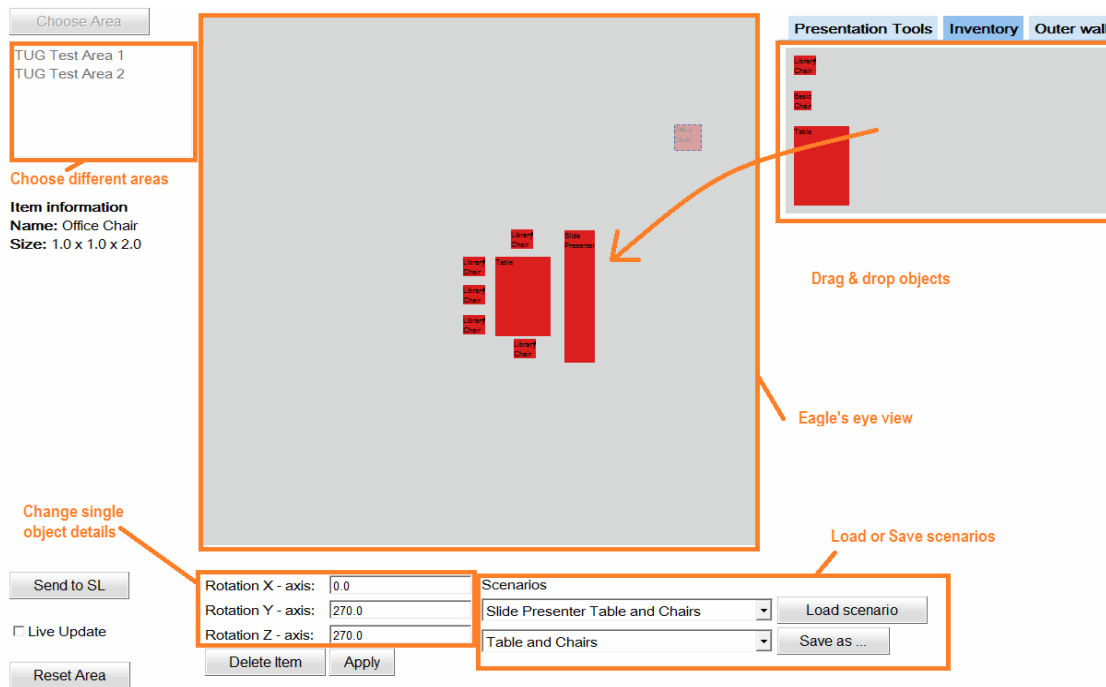 Choose Area
TUG Test Area 1
TUG Test Area 2
Choose different areas
Item information
Name: Office Chair
Size: 1.0 x 1.0 x 2.0
Office
Chair
Library
Chair
Slide
Presenter
Library
Chair
Table
Library
Chair
Library
Chair
Library
Chair
Presentation Tools
Inventory
Outer wall
Library
Chair
Basic
Chair
Table
Drag & drop objects
Eagle's eye view
Change single
object details
Load or Save scenarios
Send to SL
Live Update
Reset Area
Rotation X - axis:
0.0
Rotation Y - axis:
270.0
Rotation Z - axis:
270.0
Delete Item
Apply
Scenarios
Slide Presenter Table and Chairs
Load scenario
Table and Chairs
Save as ...